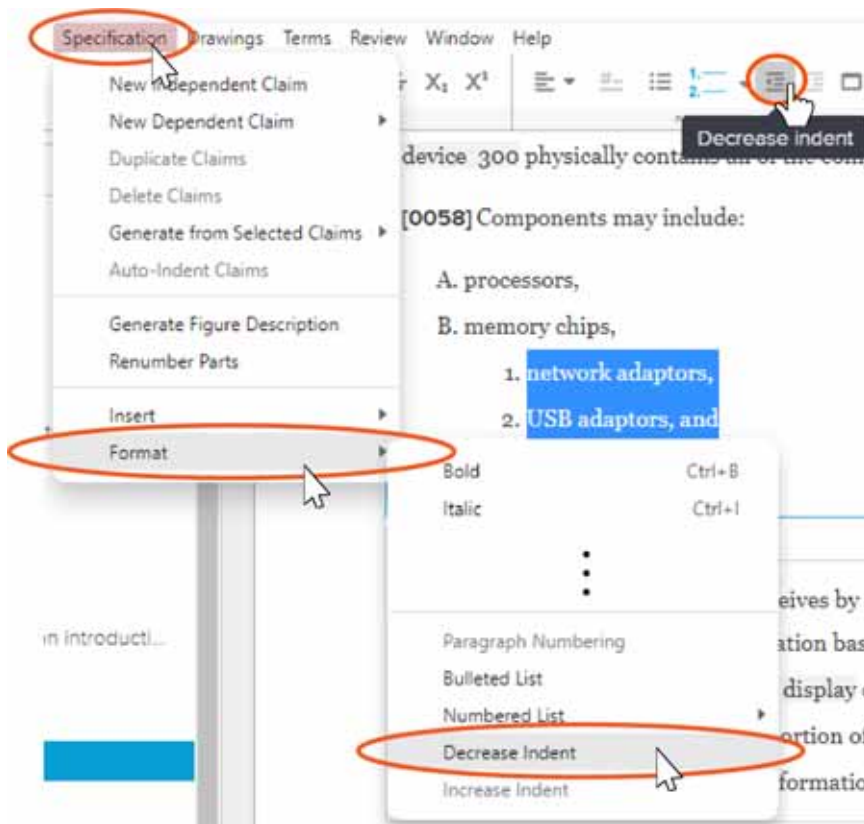 Specification Drawings Terms Review Window Help
New Independent Claim
New Dependent Claim
Duplicate Claims
Delete Claims
Generate from Selected Claims
Auto-Indent Claims
Generate Figure Description
Renumber Parts
Insert
Format
X₁ X¹
1.
2.
Decrease indent
device 300 physically contains all of the
[0058] Components may include:
A. processors,
B. memory chips,
1. network adaptors,
2. USB adaptors, and
Bold Ctrl+B
Italic Ctrl+I
Paragraph Numbering
Bulleted List
Numbered List
Decrease Indent
Increase Indent
eives by
ation bas
display
ortion of
formatio
n introducti...